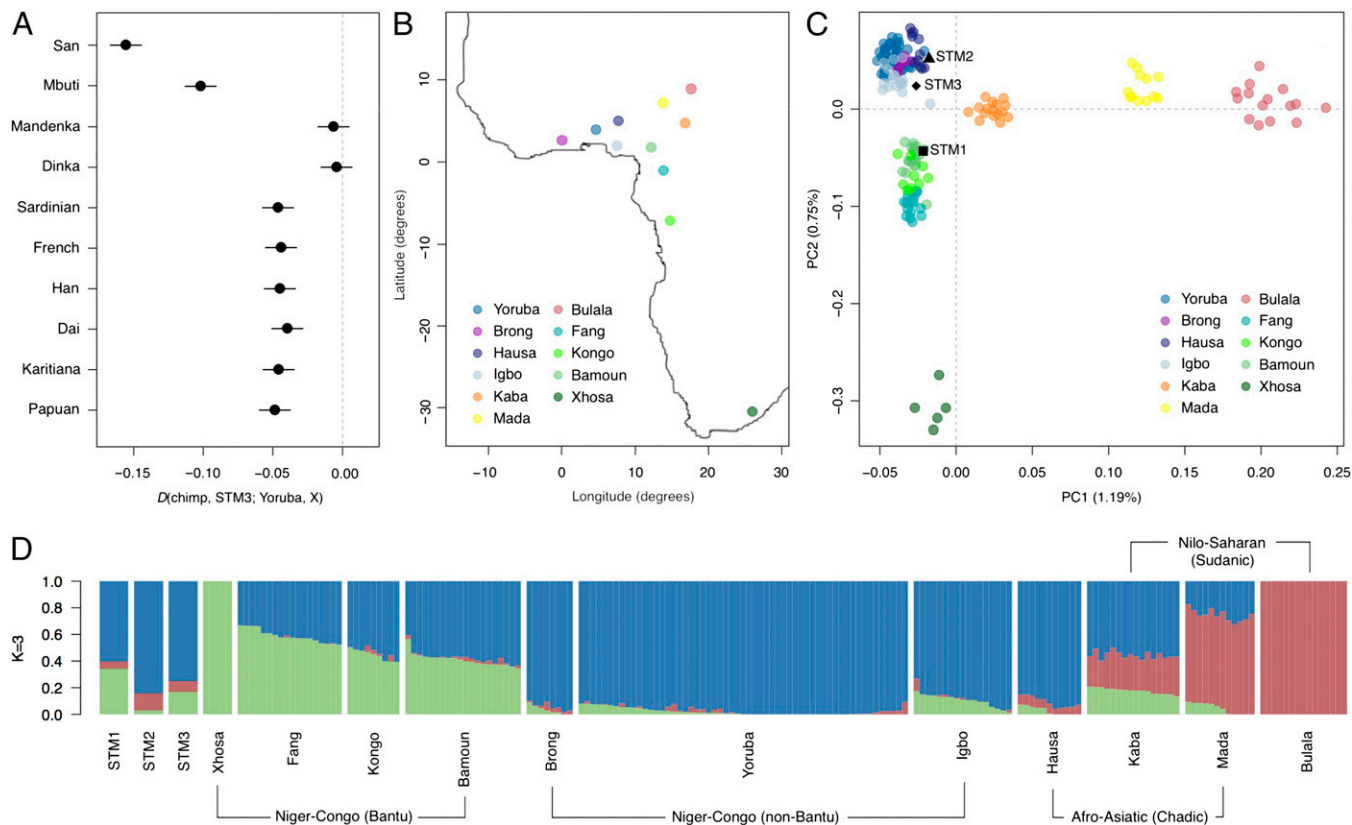 A
San
Mbuti
Mandenka
Dinka
Sardinian
French
Han
Dai
Karitiana
Papuan
−0.15
−0.10
−0.05
0.00
D(chimp, STM3; Yoruba, X)
B
10
0
−10
−20
−30
Latitude (degrees)
Yoruba
Brong
Hausa
Igbo
Kaba
Mada
Bulala
Fang
Kongo
Bamoun
Xhosa
−10
0
10
20
30
Longitude (degrees)
C
STM2
STM3
STM1
0.0
−0.1
−0.2
−0.3
PC2 (0.75%)
Yoruba
Brong
Hausa
Igbo
Kaba
Mada
Bulala
Fang
Kongo
Bamoun
Xhosa
−0.05
0.00
0.05
0.10
0.15
0.20
0.25
PC1 (1.19%)
D
Nilo-Saharan
(Sudanic)
1.0
0.8
0.6
0.4
0.2
0.0
K=3
STM1
STM2
STM3
Xhosa
Fang
Kongo
Bamoun
Brong
Yoruba
Igbo
Hausa
Kaba
Mada
Bulala
Niger-Congo (Bantu)
Niger-Congo (non-Bantu)
Afro-Asiatic (Chadic)